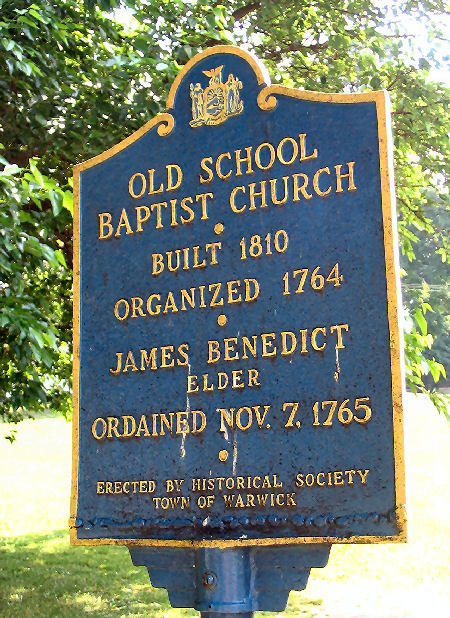 OLD SCHOOL
BAPTIST CHURCH
BUILT 1810
ORGANIZED 1764
JAMES BENEDICT
ELDER
ORDAINED NOV. 7, 1765
ERECTED BY HISTORICAL SOCIETY
TOWN OF WARWICK